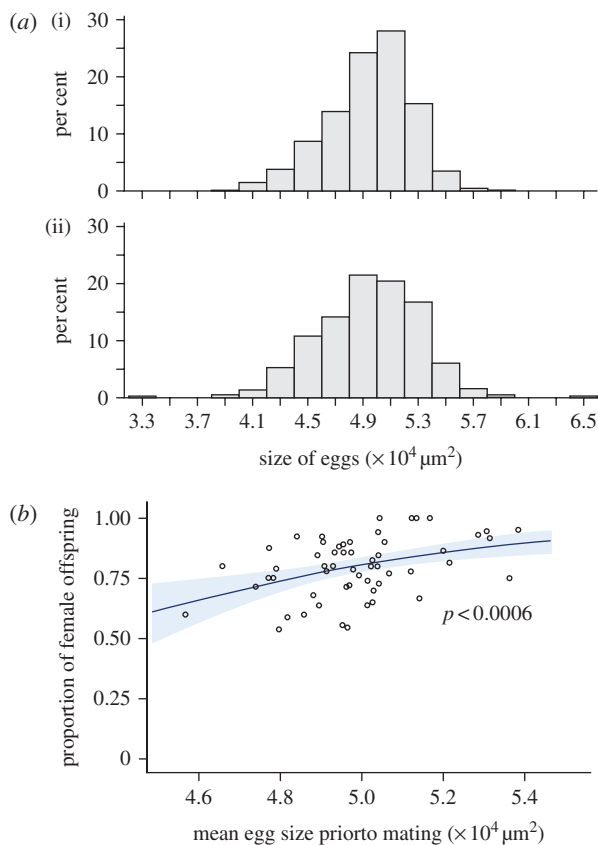 (a) (i)
30
20
10
0
per cent
(ii)
30
20
10
0
per cent
3.3 3.7 4.1 4.5 4.9 5.3 5.7 6.1 6.5
size of eggs (× 10⁴ µm²)
(b)
1.00
0.75
0.50
0.25
0
proportion of female offspring
p < 0.0006
4.6 4.8 5.0 5.2 5.4
mean egg size priorto mating (× 10⁴ µm²)